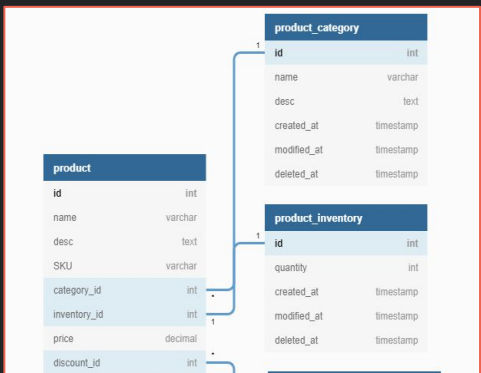 product_category
1
id int
name varchar
desc text
created_at timestamp
modified_at timestamp
deleted_at timestamp
product
id int
name varchar
desc text
SKU varchar
category_id int
*
inventory_id int
1
price decimal
*
discount_id int
product_inventory
1
id int
quantity int
created_at timestamp
modified_at timestamp
deleted_at timestamp